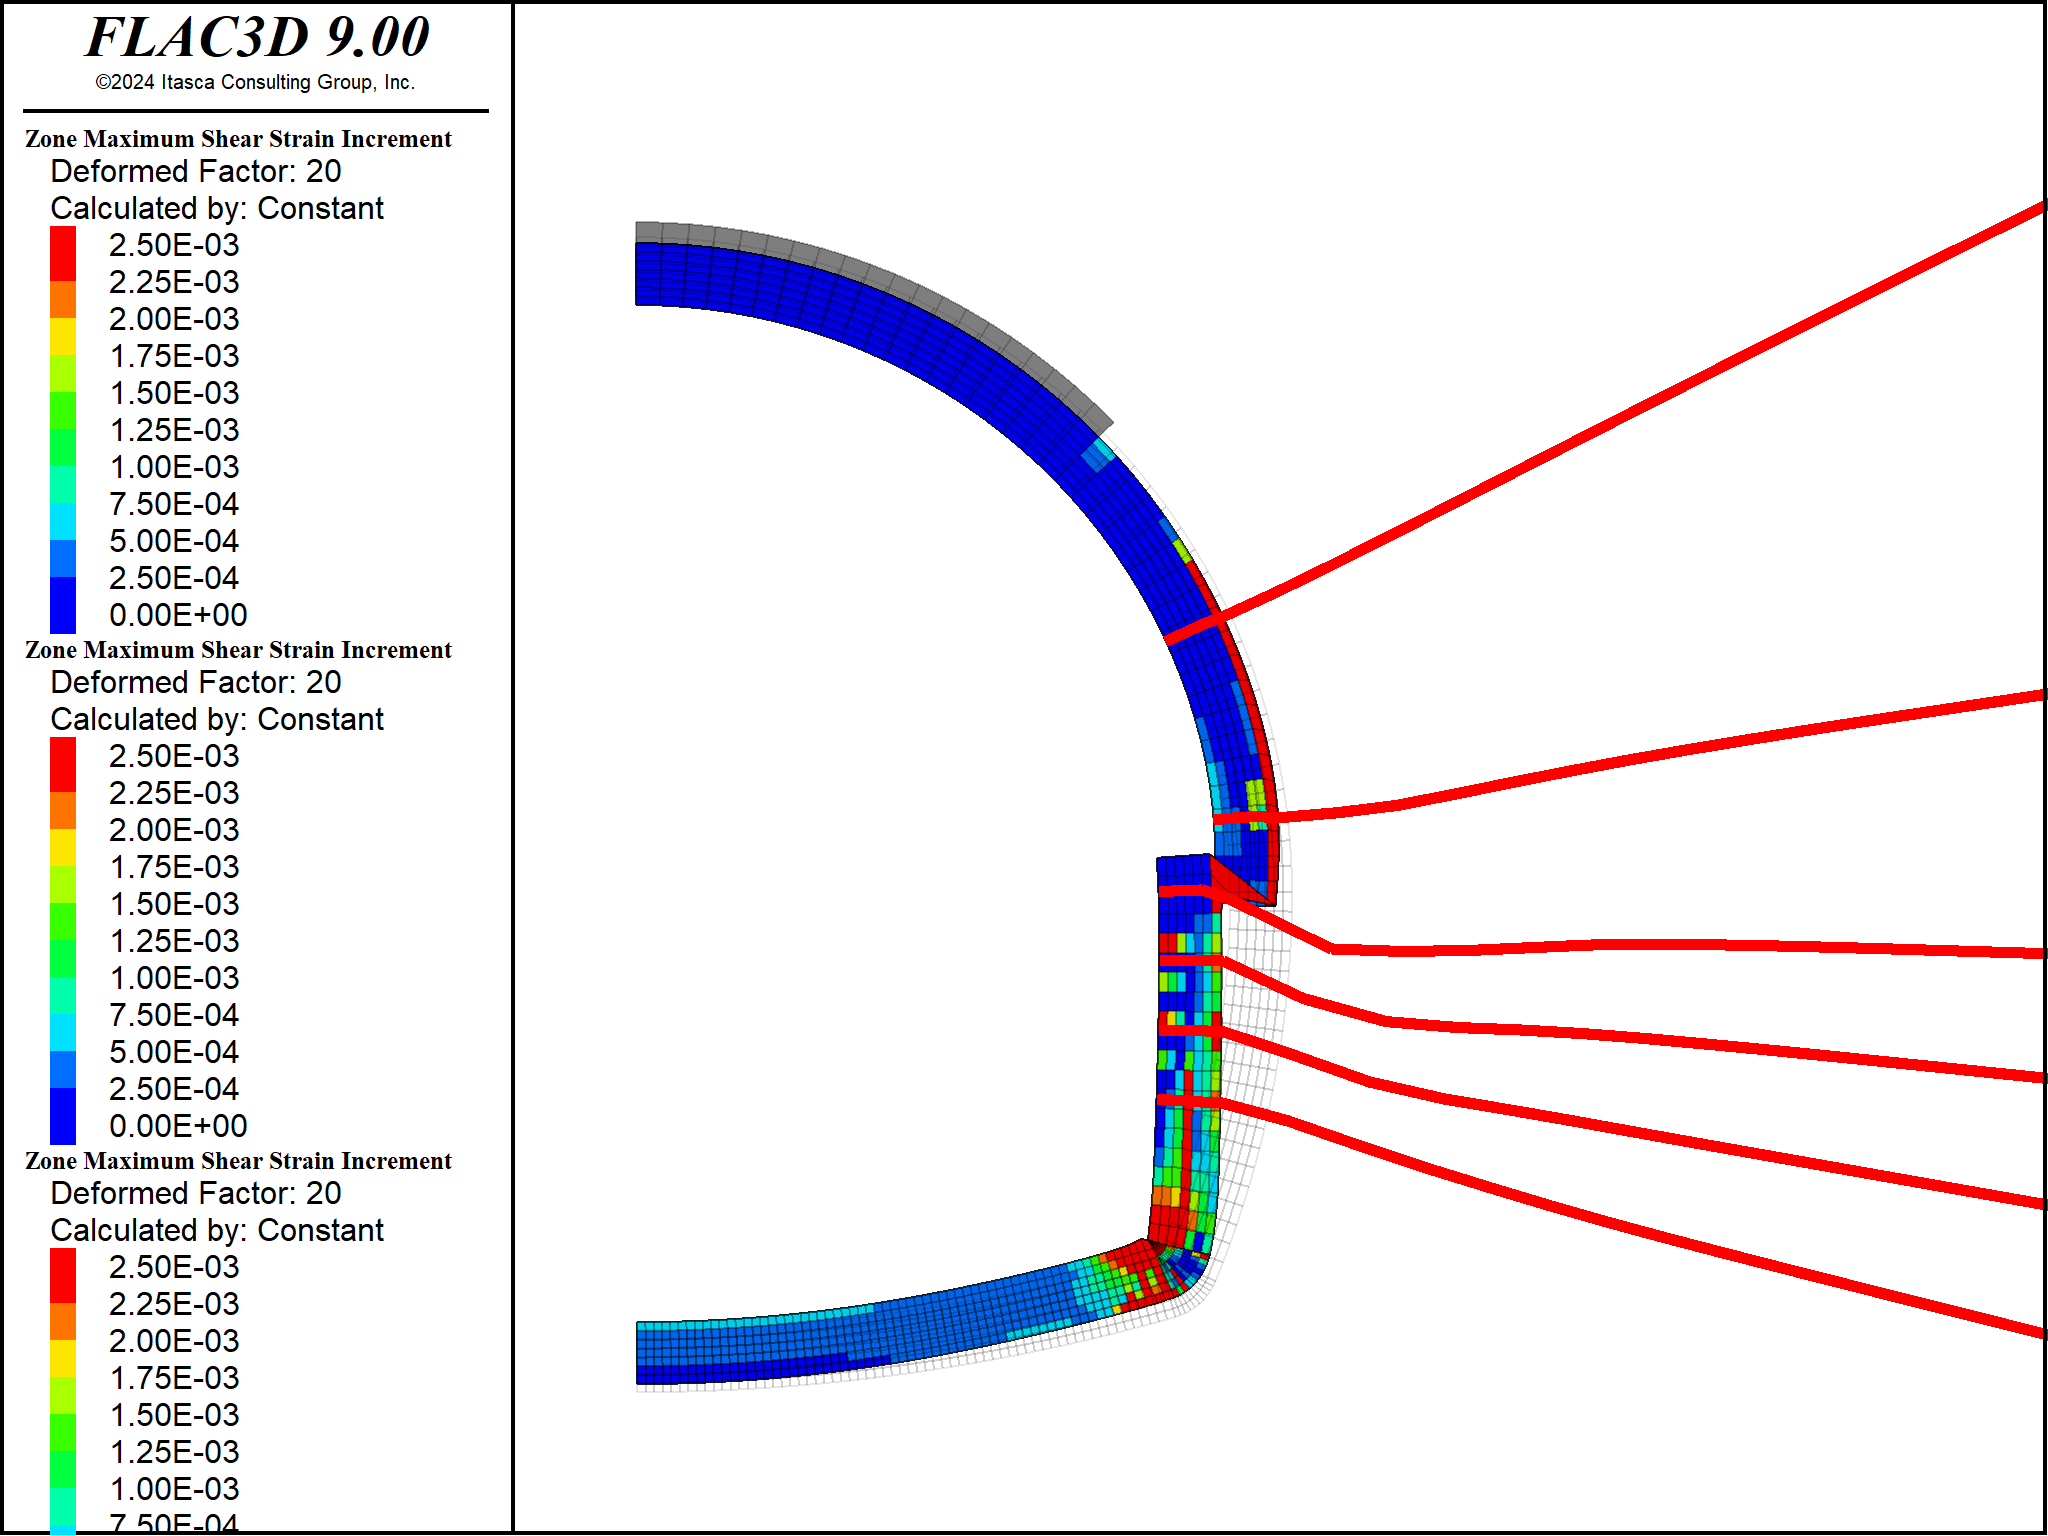 FLAC3D 9.00
©2024 Itasca Consulting Group, Inc.
Zone Maximum Shear Strain Increment
Deformed Factor: 20
Calculated by: Constant
2.50E-03
2.25E-03
2.00E-03
1.75E-03
1.50E-03
1.25E-03
1.00E-03
7.50E-04
5.00E-04
2.50E-04
0.00E+00
Zone Maximum Shear Strain Increment
Deformed Factor: 20
Calculated by: Constant
2.50E-03
2.25E-03
2.00E-03
1.75E-03
1.50E-03
1.25E-03
1.00E-03
7.50E-04
5.00E-04
2.50E-04
0.00E+00
Zone Maximum Shear Strain Increment
Deformed Factor: 20
Calculated by: Constant
2.50E-03
2.25E-03
2.00E-03
1.75E-03
1.50E-03
1.25E-03
1.00E-03
7.50E-04